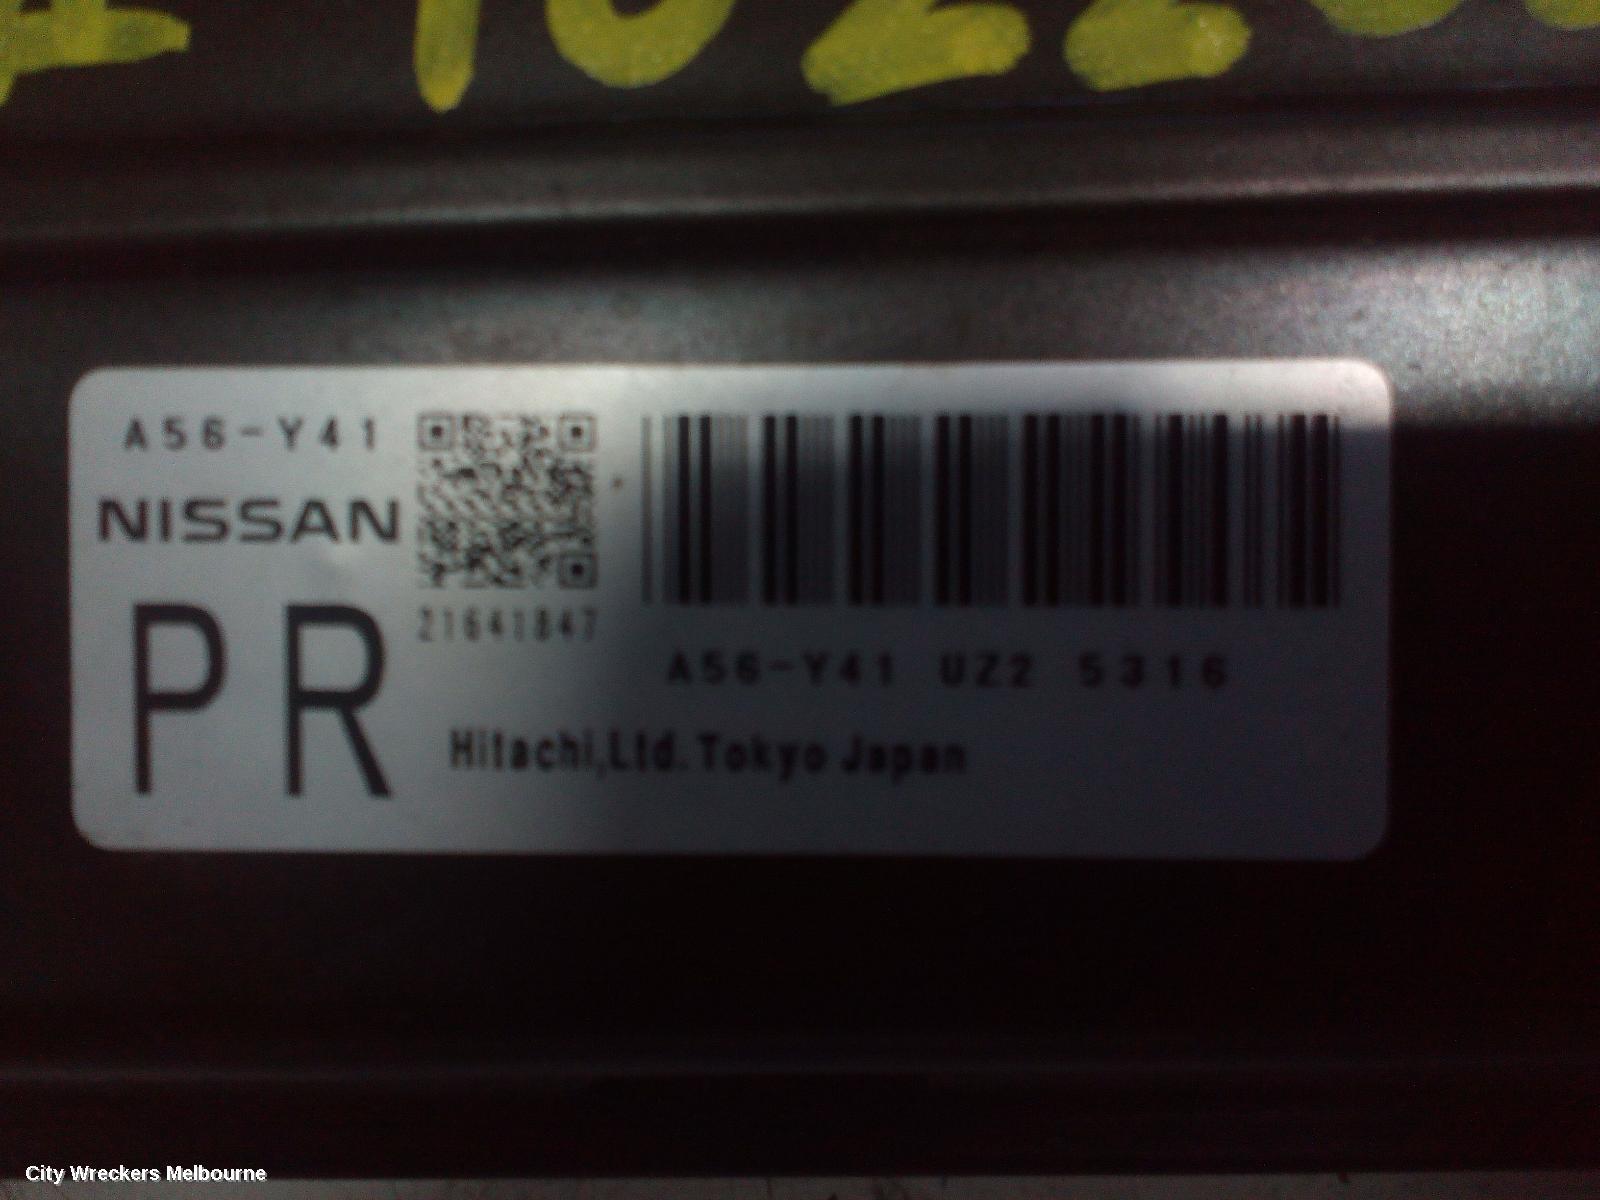 A56-Y41
NISSAN
PR
21641847
A56-Y41 UZ2 5316
Hitachi,Ltd.Tokyo Japan
City Wreckers Melbourne